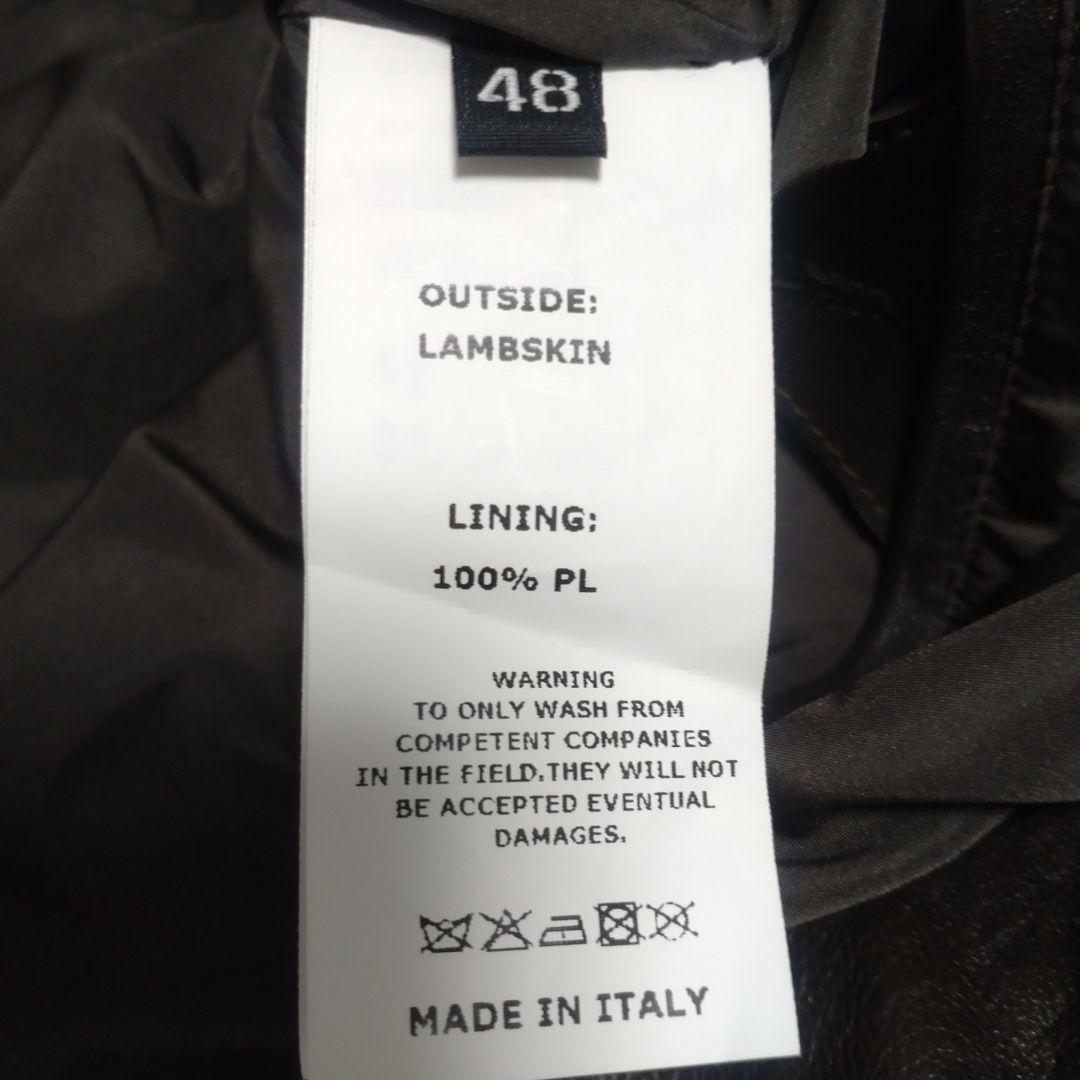 48
OUTSIDE:
LAMBSKIN
LINING:
100% PL
WARNING
TO ONLY WASH FROM
COMPETENT COMPANIES
IN THE FIELD.THEY WILL NOT
BE ACCEPTED EVENTUAL
DAMAGES.
MADE IN ITALY